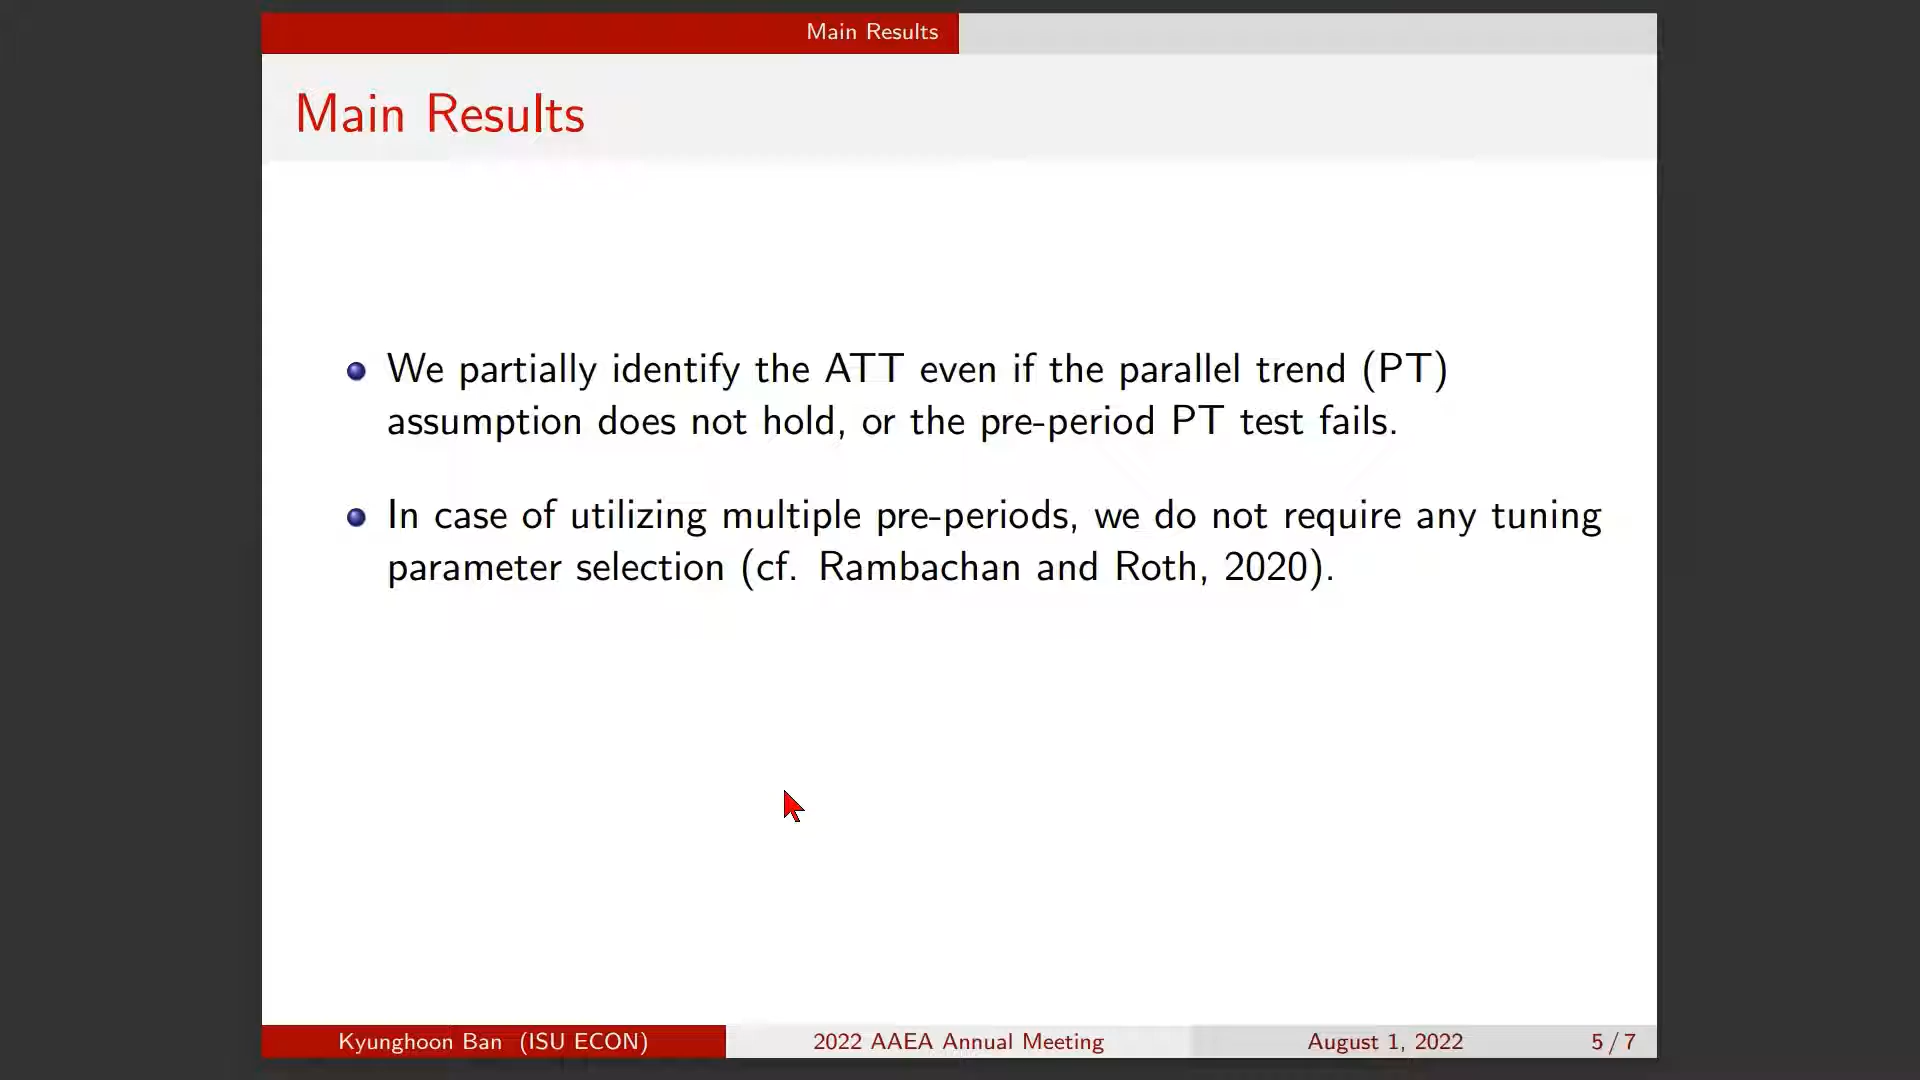 Main Results
Main Results
We partially identify the ATT even if the parallel trend (PT)
assumption does not hold, or the pre-period PT test fails.
In case of utilizing multiple pre-periods, we do not require any tuning
parameter selection (cf. Rambachan and Roth, 2020).
Kyunghoon Ban (ISU ECON) 2022 AAEA Annual Meeting August 1, 2022 5 / 7